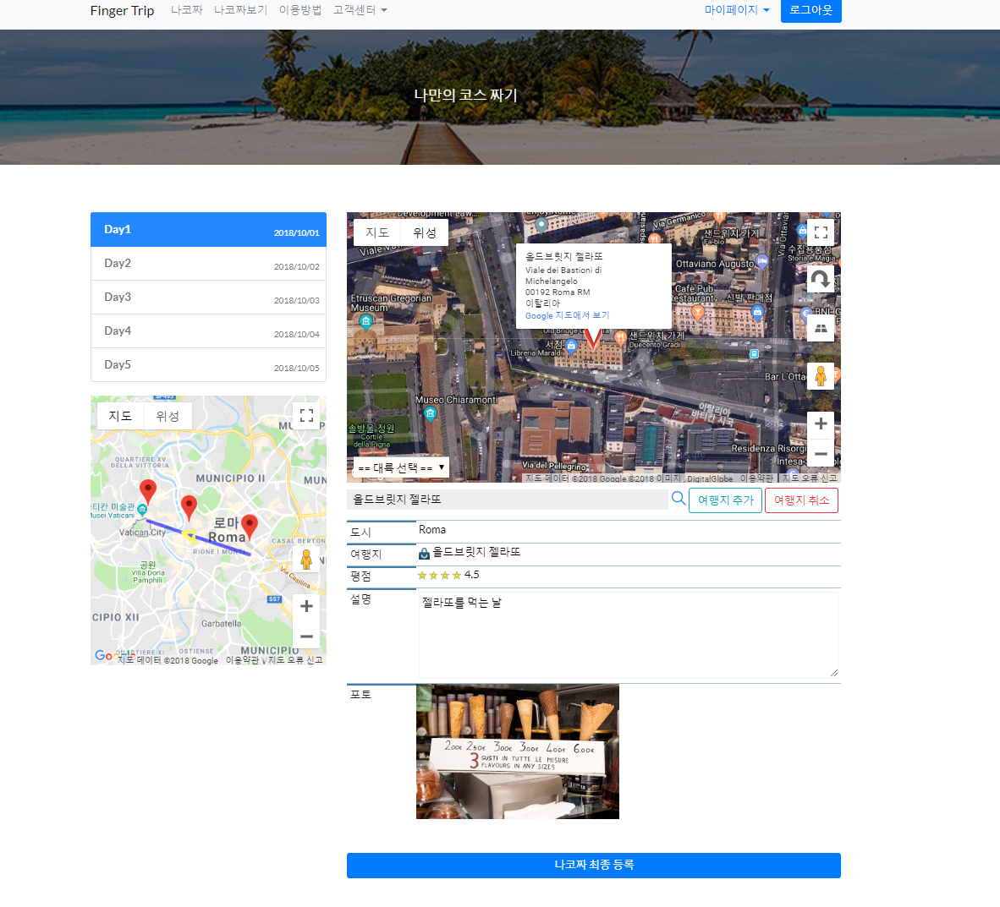 Finger Trip 나코짜 나코짜보기 이용방법 고객센터 마이페이지 로그아웃
나만의 코스 짜기
Day1 2018/10/01
Day2 2018/10/02
Day3 2018/10/03
Day4 2018/10/04
Day5 2018/10/05
지도 위성
QUARTIERE XV
DELLA VITTORIA
MUNICIPIO II
바티칸 미술관
Musei Vaticani
Vatican City
로마
Roma
RIONE I MONTI
CASAL BERTONE
공원
Villa Doria
Pamphili
Via Casilina
SS7
CIPIO XII
Garbatella
QUARTIERE XI
OSTIENSE
MUNICIPIO
Google 지도 데이터 ©2018 Google 이용약관 지도 오류 신고
지도 위성
Development Law
Via Germanico
샌드위치 가게
Fa-bio
Via Ottaviano
수집용품점
Storia e Magia
Viale
올드브릿지 젤라또
Viale dei Bastioni di
Michelangelo
00192 Roma RM
이탈리아
Google 지도에서 보기
Ottaviano Augusto
Café Pub
Restaurant
신발 판매점
BNL G
Etruscan Gregorian
Museum
Old Bridge
서점
Libreria Maraldi
샌드위치 가게
Duecento Gradi
Bar L'Otta
Museo Chiaramonti
이탈리아
바티칸 시국
솔방울 정원
Cortile
della Pigna
Residenza Risorg
Intesa
Via del Pellegrino
== 대륙 선택 ==
지도 데이터 ©2018 Google ©2018 이미지, DigitalGlobe 이용약관 지도 오류 신고
올드브릿지 젤라또 여행지 추가 여행지 취소
도시 Roma
여행지 올드브릿지 젤라또
평점 4.5
설명 젤라또를 먹는 날
포토
2.00€ 2.50€ 3.00€ 3.00€ 4.00€ 6.00€
3 GUSTI IN TUTTE LE MISURE
FLAVOURS IN ANY SIZES
나코짜 최종 등록